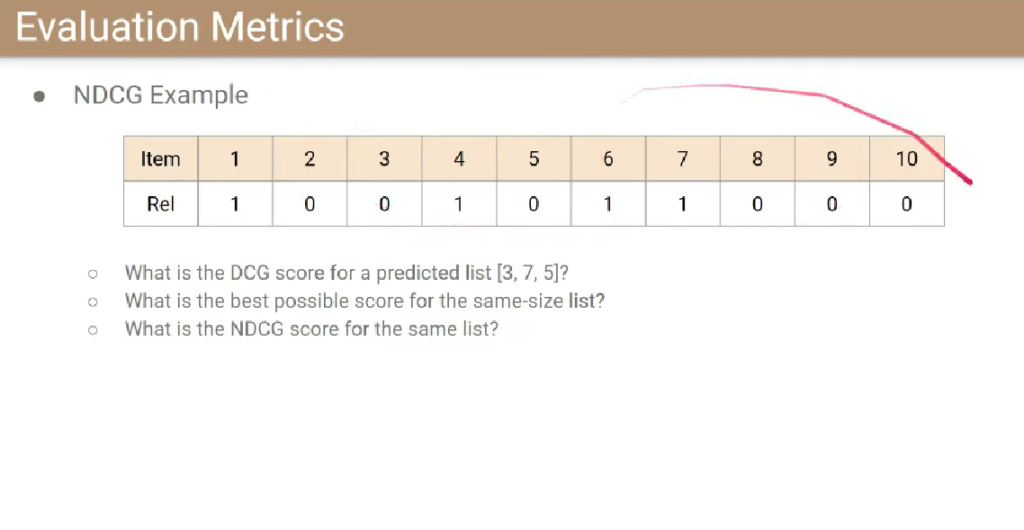 Evaluation Metrics
● NDCG Example
Item 1 2 3 4 5 6 7 8 9 10
Rel 1 0 0 1 0 1 1 0 0 0
○ What is the DCG score for a predicted list [3, 7, 5]?
○ What is the best possible score for the same-size list?
○ What is the NDCG score for the same list?